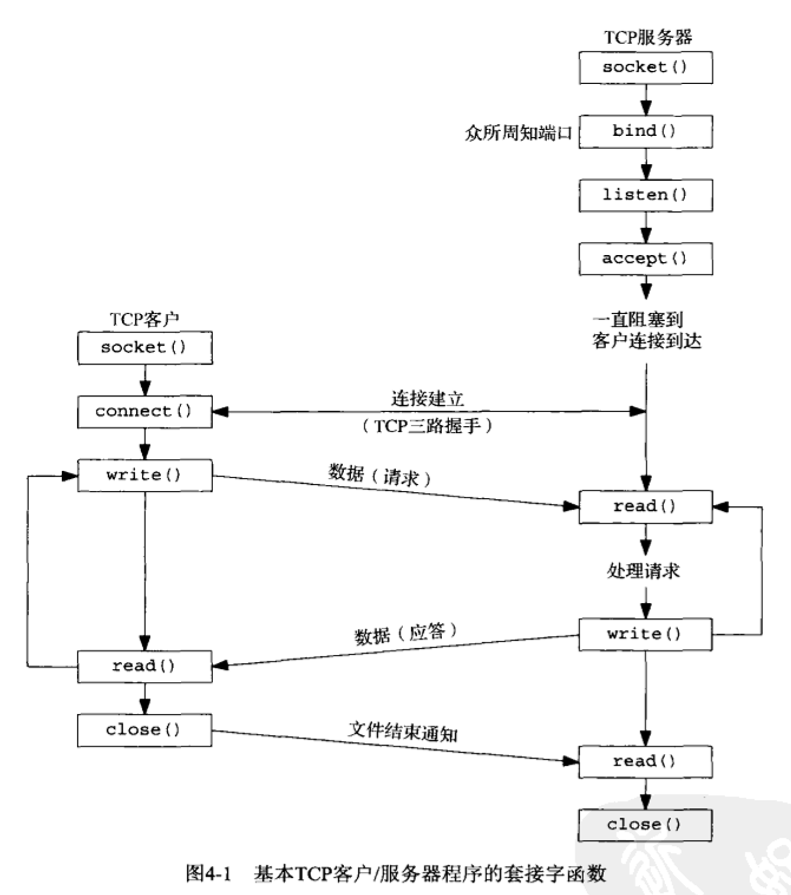 TCP服务器
socket()
众所周知端口
bind()
listen()
accept()
一直阻塞到
客户连接到达
TCP客户
socket()
connect()
连接建立
（TCP三路握手）
write()
数据（请求）
read()
处理请求
数据（应答）
write()
read()
close()
文件结束通知
read()
close()
图4-1 基本TCP客户/服务器程序的套接字函数